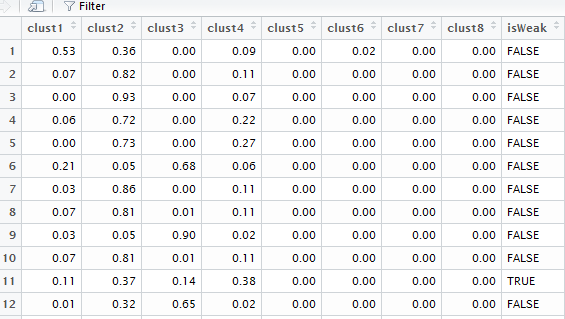 Filter
clust1 clust2 clust3 clust4 clust5 clust6 clust7 clust8 isWeak
1 0.53 0.36 0.00 0.09 0.00 0.02 0.00 0.00 FALSE
2 0.07 0.82 0.00 0.11 0.00 0.00 0.00 0.00 FALSE
3 0.00 0.93 0.00 0.07 0.00 0.00 0.00 0.00 FALSE
4 0.06 0.72 0.00 0.22 0.00 0.00 0.00 0.00 FALSE
5 0.00 0.73 0.00 0.27 0.00 0.00 0.00 0.00 FALSE
6 0.21 0.05 0.68 0.06 0.00 0.00 0.00 0.00 FALSE
7 0.03 0.86 0.00 0.11 0.00 0.00 0.00 0.00 FALSE
8 0.07 0.81 0.01 0.11 0.00 0.00 0.00 0.00 FALSE
9 0.03 0.05 0.90 0.02 0.00 0.00 0.00 0.00 FALSE
10 0.07 0.81 0.01 0.11 0.00 0.00 0.00 0.00 FALSE
11 0.11 0.37 0.14 0.38 0.00 0.00 0.00 0.00 TRUE
12 0.01 0.32 0.65 0.02 0.00 0.00 0.00 0.00 FALSE